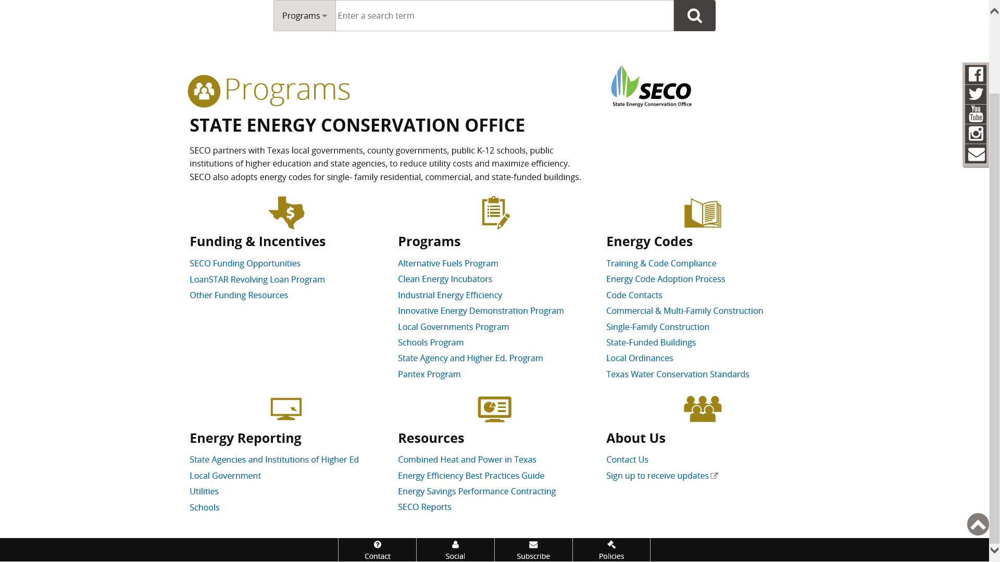 Programs
Enter a search term
Programs
SECO
State Energy Conservation Office
STATE ENERGY CONSERVATION OFFICE
SECO partners with Texas local governments, county governments, public K-12 schools, public
institutions of higher education and state agencies, to reduce utility costs and maximize efficiency.
SECO also adopts energy codes for single- family residential, commercial, and state-funded buildings.
$
Funding & Incentives
SECO Funding Opportunities
LoanSTAR Revolving Loan Program
Other Funding Resources
Programs
Alternative Fuels Program
Clean Energy Incubators
Industrial Energy Efficiency
Innovative Energy Demonstration Program
Local Governments Program
Schools Program
State Agency and Higher Ed. Program
Pantex Program
Energy Codes
Training & Code Compliance
Energy Code Adoption Process
Code Contacts
Commercial & Multi-Family Construction
Single-Family Construction
State-Funded Buildings
Local Ordinances
Texas Water Conservation Standards
Energy Reporting
State Agencies and Institutions of Higher Ed
Local Government
Utilities
Schools
Resources
Combined Heat and Power in Texas
Energy Efficiency Best Practices Guide
Energy Savings Performance Contracting
SECO Reports
About Us
Contact Us
Sign up to receive updates
You
Tube
Contact
Social
Subscribe
Policies